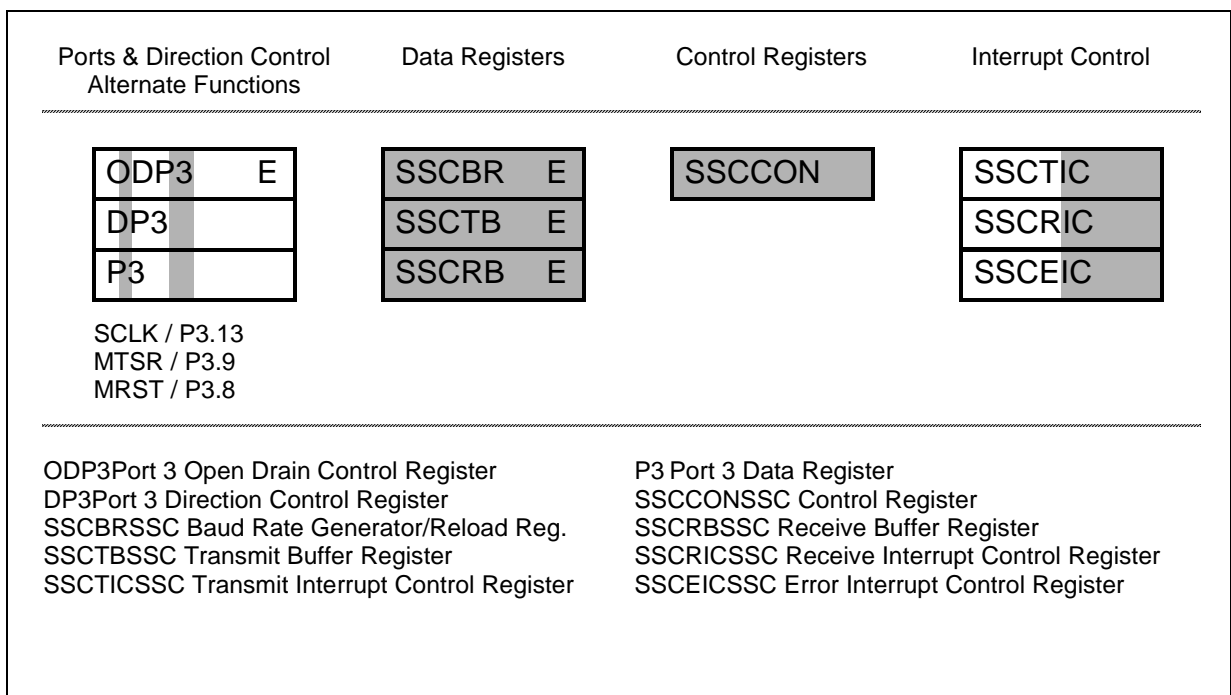 Ports & Direction Control
Alternate Functions
Data Registers
Control Registers
Interrupt Control
ODP3 E
DP3
P3
SSCBR E
SSCTB E
SSCRB E
SSCCON
SSCTIC
SSCRIC
SSCEIC
SCLK / P3.13
MTSR / P3.9
MRST / P3.8
ODP3Port 3 Open Drain Control Register
DP3Port 3 Direction Control Register
SSCBRSSC Baud Rate Generator/Reload Reg.
SSCTBSSC Transmit Buffer Register
SSCTICSSC Transmit Interrupt Control Register
P3 Port 3 Data Register
SSCCONSSC Control Register
SSCRBSSC Receive Buffer Register
SSCRICSSC Receive Interrupt Control Register
SSCEICSSC Error Interrupt Control Register